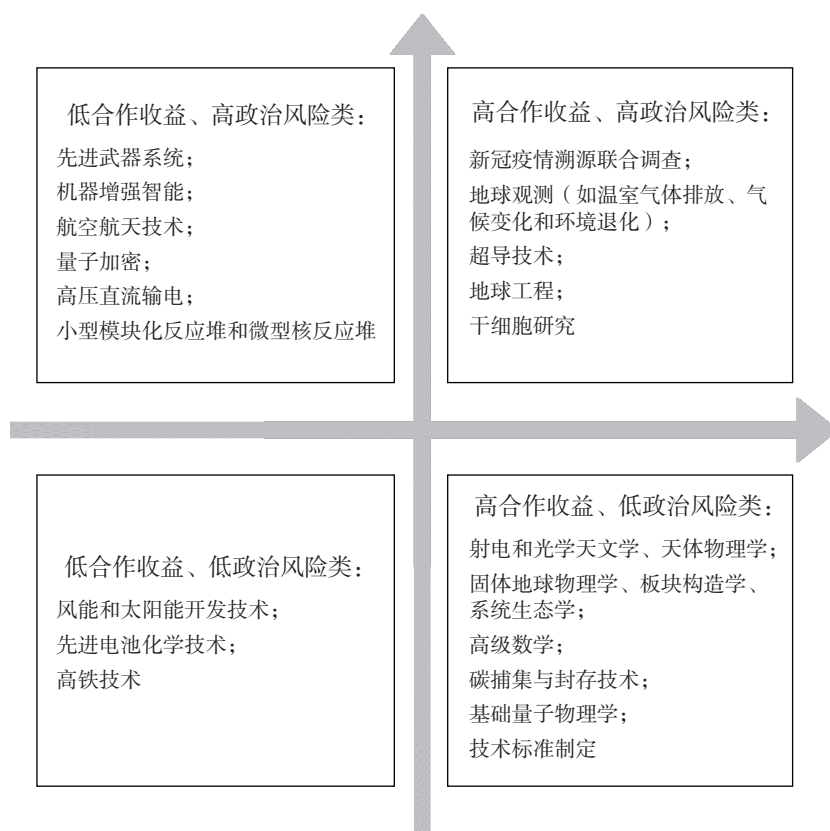 低合作收益、高政治风险类：
先进武器系统；
机器增强智能；
航空航天技术；
量子加密；
高压直流输电；
小型模块化反应堆和微型核反应堆
高合作收益、高政治风险类：
新冠疫情溯源联合调查；
地球观测（如温室气体排放、气
候变化和环境退化）；
超导技术；
地球工程；
干细胞研究
低合作收益、低政治风险类：
风能和太阳能开发技术；
先进电池化学技术；
高铁技术
高合作收益、低政治风险类：
射电和光学天文学、天体物理学；
固体地球物理学、板块构造学、
系统生态学；
高级数学；
碳捕集与封存技术；
基础量子物理学；
技术标准制定